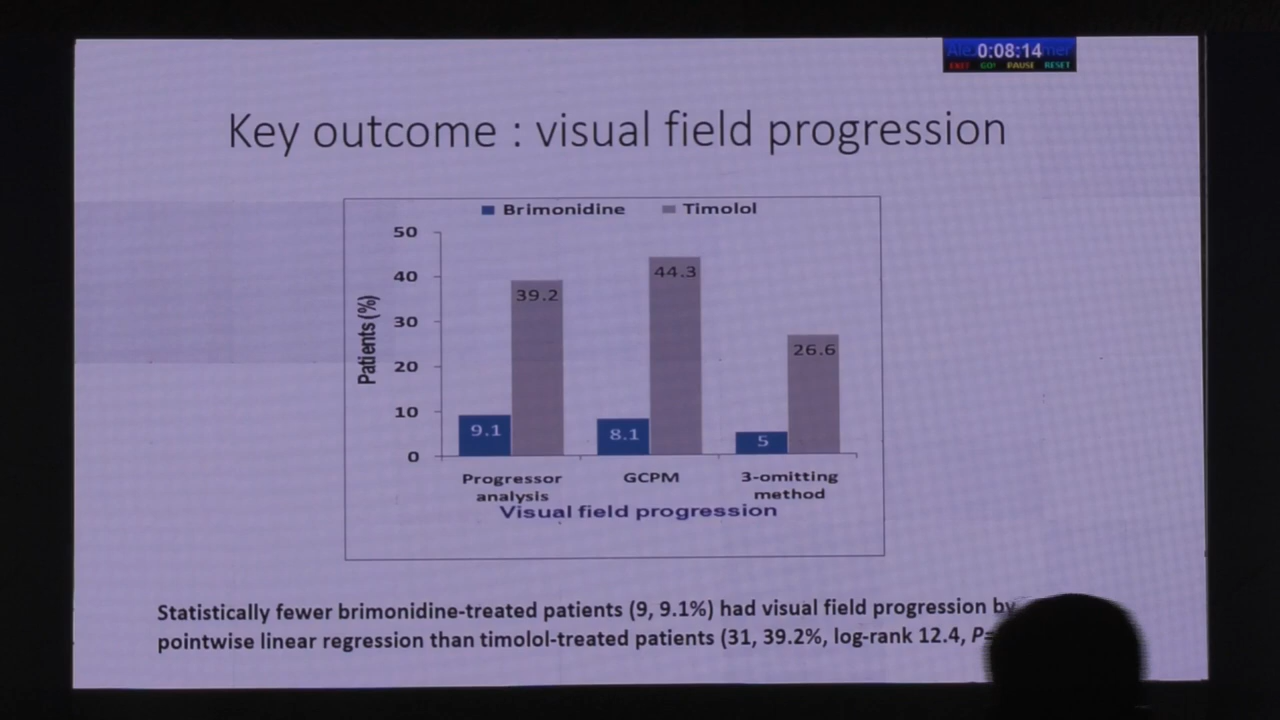 0:08:14
EXIT GO! PAUSE RESET
Key outcome : visual field progression
Brimonidine Timolol
50
40
30
20
10
0
Patients (%)
9.1
39.2
8.1
44.3
5
26.6
Progressor analysis
GCPM
3-omitting method
Visual field progression
Statistically fewer brimonidine-treated patients (9, 9.1%) had visual field progression by
pointwise linear regression than timolol-treated patients (31, 39.2%, log-rank 12.4, P=